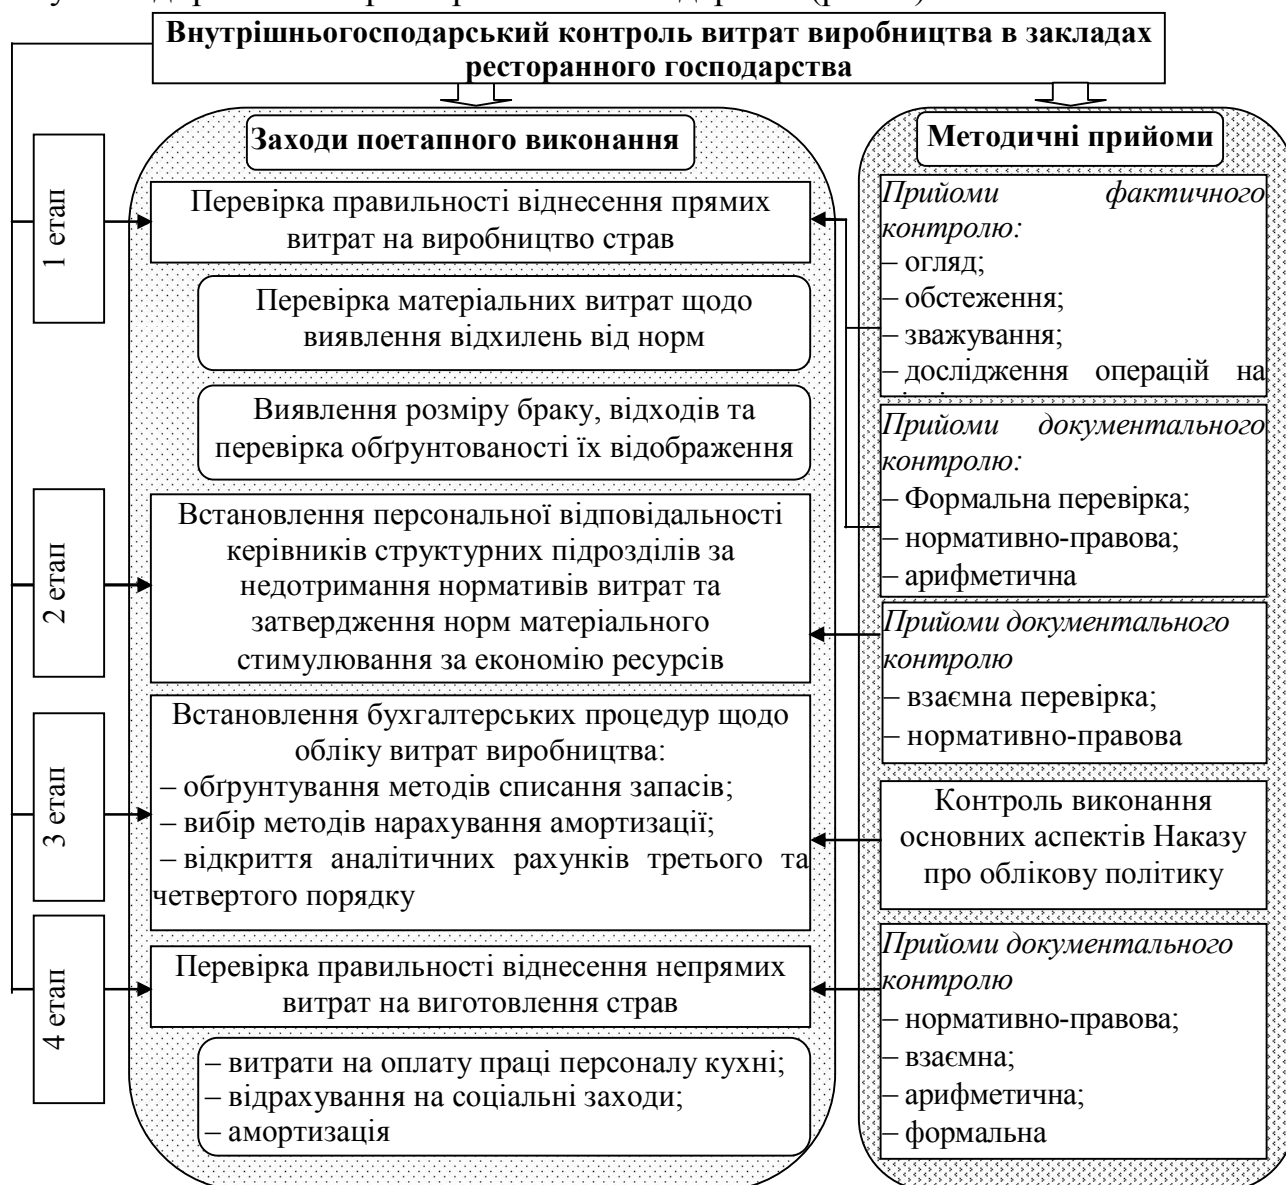 Внутрішньогосподарський контроль витрат виробництва в закладах
ресторанного господарства
Заходи поетапного виконання
Методичні прийоми
1 етап
Перевірка правильності віднесення прямих
витрат на виробництво страв
Перевірка матеріальних витрат щодо
виявлення відхилень від норм
Виявлення розміру браку, відходів та
перевірка обґрунтованості їх відображення
Прийоми фактичного
контролю:
– огляд;
– обстеження;
– зважування;
– дослідження операцій на
Прийоми документального
контролю:
– Формальна перевірка;
– нормативно-правова;
– арифметична
2 етап
Встановлення персональної відповідальності
керівників структурних підрозділів за
недотримання нормативів витрат та
затвердження норм матеріального
стимулювання за економію ресурсів
Прийоми документального
контролю
– взаємна перевірка;
– нормативно-правова
3 етап
Встановлення бухгалтерських процедур щодо
обліку витрат виробництва:
– обґрунтування методів списання запасів;
– вибір методів нарахування амортизації;
– відкриття аналітичних рахунків третього та
четвертого порядку
Контроль виконання
основних аспектів Наказу
про облікову політику
4 етап
Перевірка правильності віднесення непрямих
витрат на виготовлення страв
– витрати на оплату праці персоналу кухні;
– відрахування на соціальні заходи;
– амортизація
Прийоми документального
контролю
– нормативно-правова;
– взаємна;
– арифметична;
– формальна